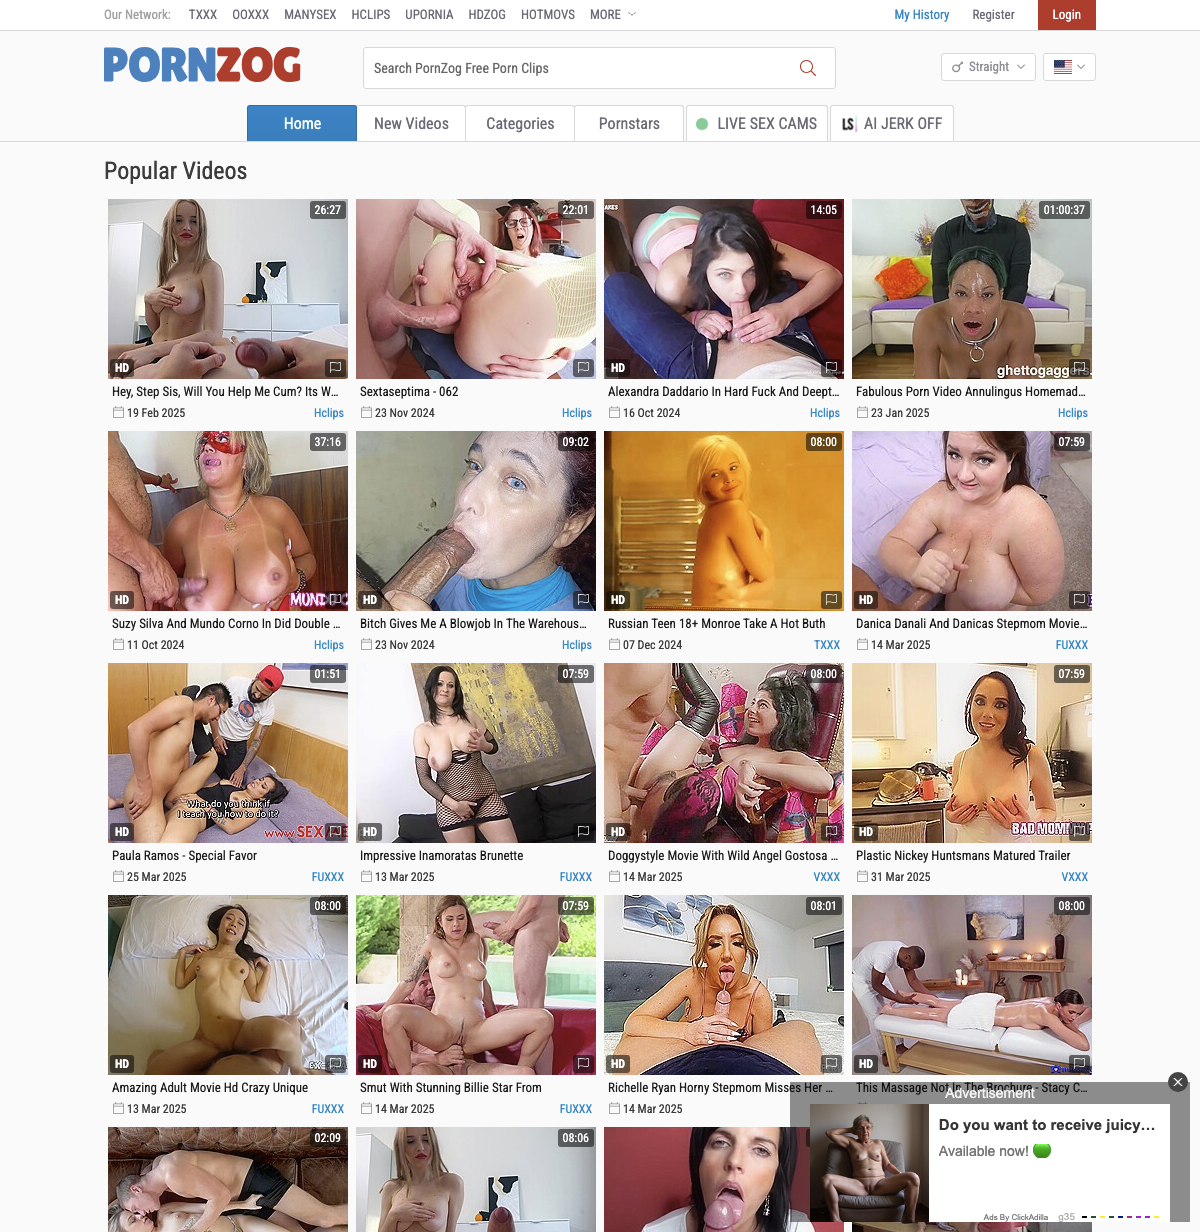 Our Network: TXXX OOXXX MANYSEX HCLIPS UPORNIA HDZOG HOTMOVS MORE My History Register Login
PORNZOG
Search PornZog Free Porn Clips
Straight
Home New Videos Categories Pornstars LIVE SEX CAMS LS AI JERK OFF
Popular Videos
26:27 22:01 14:05 01:00:37
HD HD
ghettogagg
Hey, Step Sis, Will You Help Me Cum? Its W... Sextaseptima - 062 Alexandra Daddario In Hard Fuck And Deept... Fabulous Porn Video Annulingus Homemad...
19 Feb 2025 Hclips 23 Nov 2024 Hclips 16 Oct 2024 Hclips 23 Jan 2025 Hclips
37:16 09:02 08:00 07:59
HD HD HD HD
Suzy Silva And Mundo Corno In Did Double ... Bitch Gives Me A Blowjob In The Warehous... Russian Teen 18+ Monroe Take A Hot Buth Danica Danali And Danicas Stepmom Movie...
11 Oct 2024 Hclips 23 Nov 2024 Hclips 07 Dec 2024 TXXX 14 Mar 2025 FUXXX
01:51 07:59 08:00 07:59
What do you think if
I teach you how to do it?
www.SEX
BAD MOM
HD HD HD HD
Paula Ramos - Special Favor Impressive Inamoratas Brunette Doggystyle Movie With Wild Angel Gostosa ... Plastic Nickey Huntsmans Matured Trailer
25 Mar 2025 FUXXX 13 Mar 2025 FUXXX 14 Mar 2025 VXXX 31 Mar 2025 VXXX
08:00 07:59 08:01 08:00
HD HD HD HD
Amazing Adult Movie Hd Crazy Unique Smut With Stunning Billie Star From Richelle Ryan Horny Stepmom Misses Her ... This Massage Not In The Brochure - Stacy C...
13 Mar 2025 FUXXX 14 Mar 2025 FUXXX 14 Mar 2025
Advertisement
02:09 08:06
Do you want to receive juicy...
Available now!
Ads By ClickAdilla g35